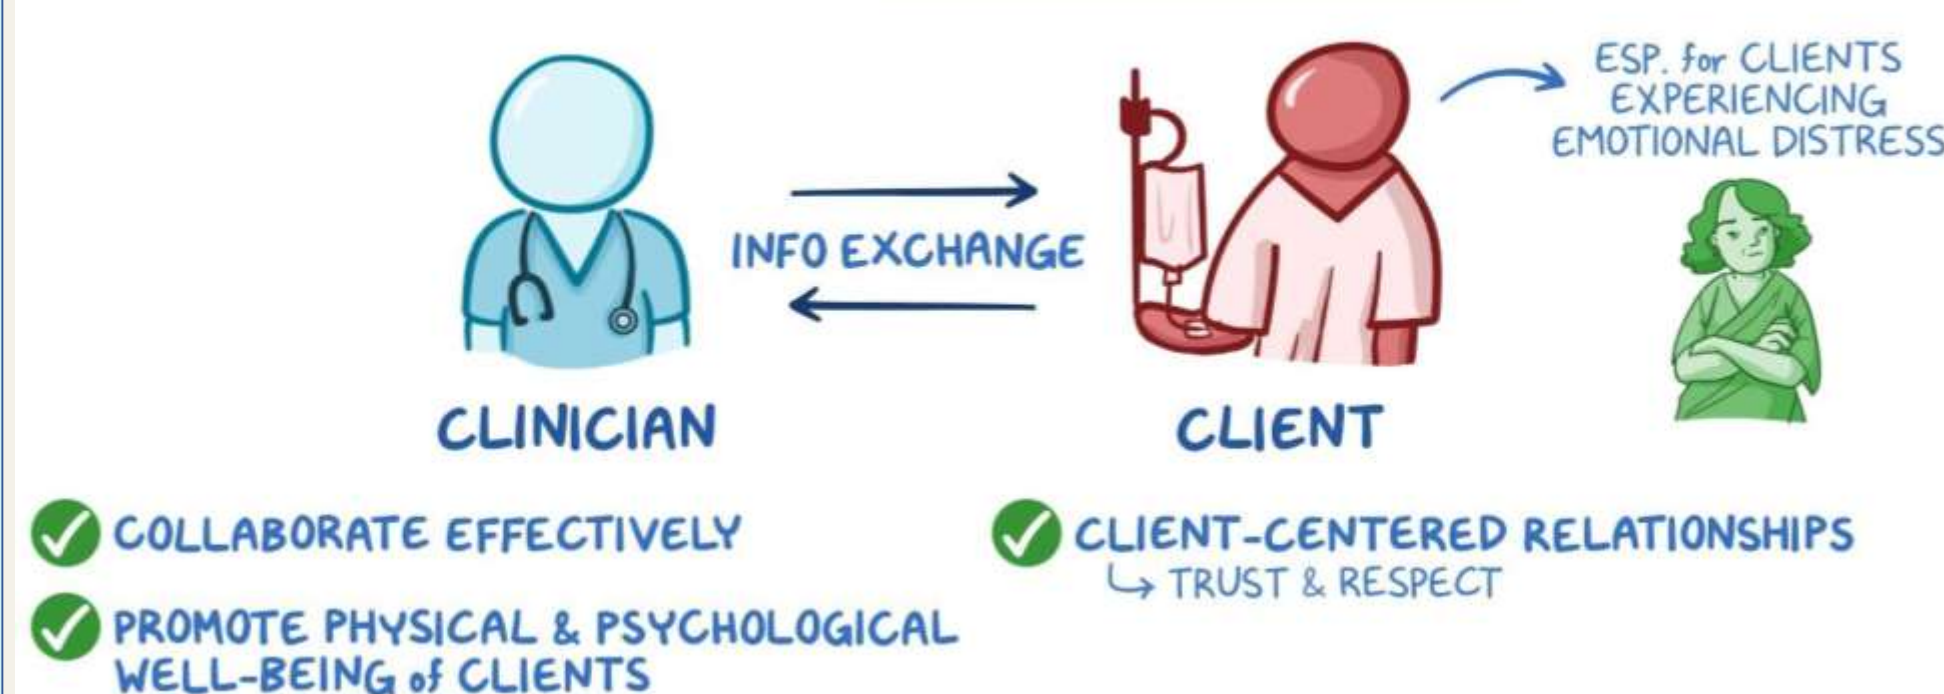 ESP. for CLIENTS
EXPERIENCING
EMOTIONAL DISTRESS
INFO EXCHANGE
CLINICIAN
CLIENT
COLLABORATE EFFECTIVELY
PROMOTE PHYSICAL & PSYCHOLOGICAL
WELL-BEING of CLIENTS
CLIENT-CENTERED RELATIONSHIPS
↳ TRUST & RESPECT